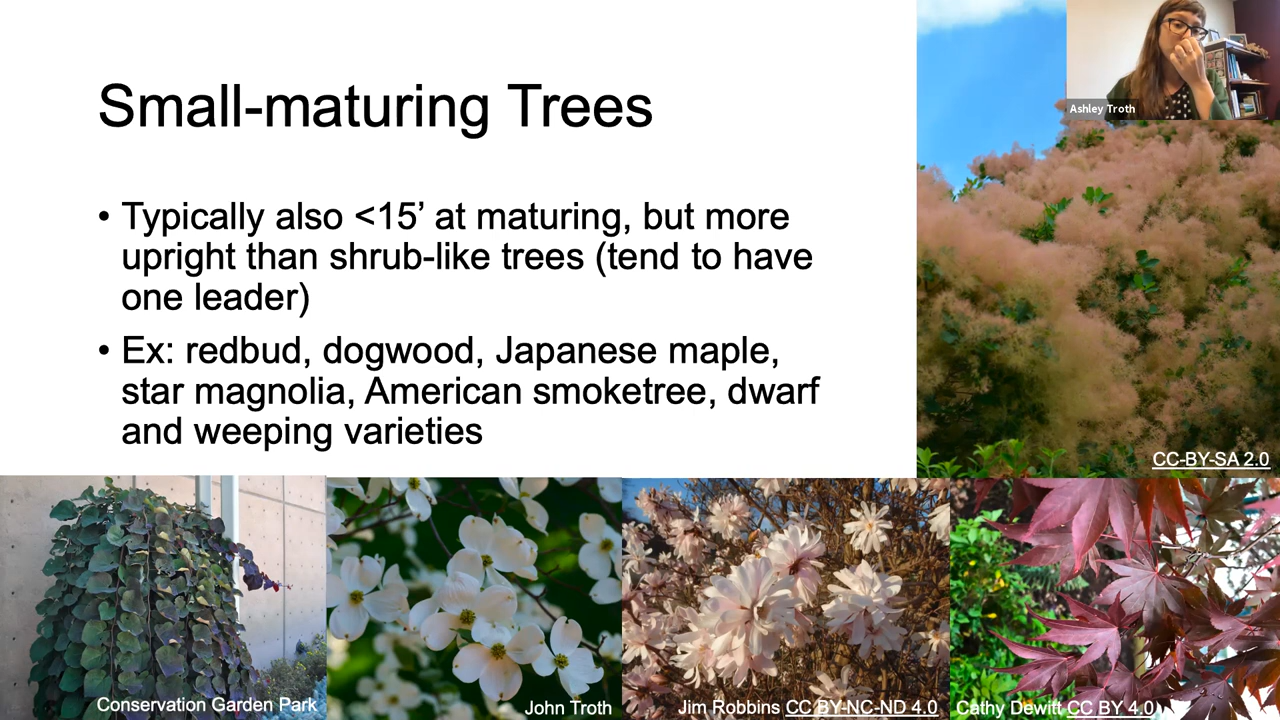 Small-maturing Trees
• Typically also <15’ at maturing, but more
upright than shrub-like trees (tend to have
one leader)
• Ex: redbud, dogwood, Japanese maple,
star magnolia, American smoketree, dwarf
and weeping varieties
Ashley Troth
CC-BY-SA 2.0
Conservation Garden Park
John Troth
Jim Robbins CC BY-NC-ND 4.0
Cathy Dewitt CC BY 4.0